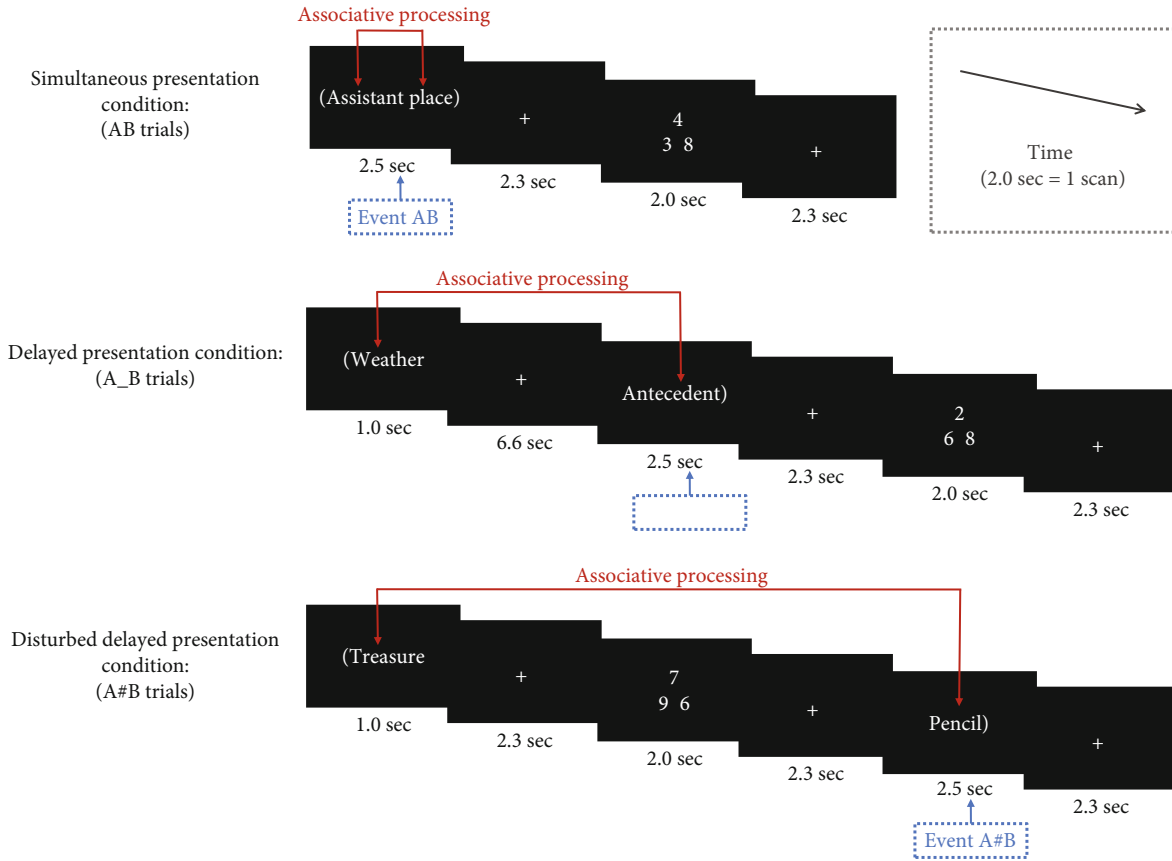 Associative processing
Simultaneous presentation
condition:
(AB trials)
(Assistant place)
+
4
3 8
+
2.5 sec
2.3 sec
2.0 sec
2.3 sec
Event AB
Time
(2.0 sec = 1 scan)
Associative processing
Delayed presentation condition:
(A_B trials)
(Weather
+
Antecedent)
+
2
6 8
+
1.0 sec
6.6 sec
2.5 sec
2.3 sec
2.0 sec
2.3 sec
Associative processing
Disturbed delayed presentation
condition:
(A#B trials)
(Treasure
+
7
9 6
+
Pencil)
+
1.0 sec
2.3 sec
2.0 sec
2.3 sec
2.5 sec
2.3 sec
Event A#B